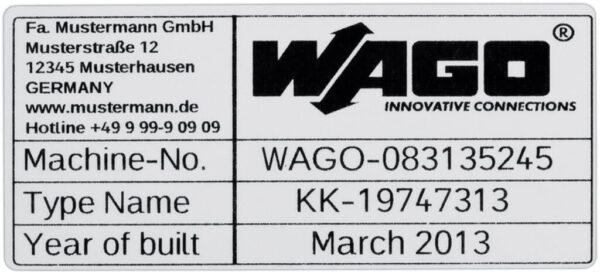 Fa. Mustermann GmbH
Musterstraße 12
12345 Musterhausen
GERMANY
www.mustermann.de
Hotline +49 9 99-9 09 09
WAGO®
INNOVATIVE CONNECTIONS
Machine-No. WAGO-083135245
Type Name KK-19747313
Year of built March 2013